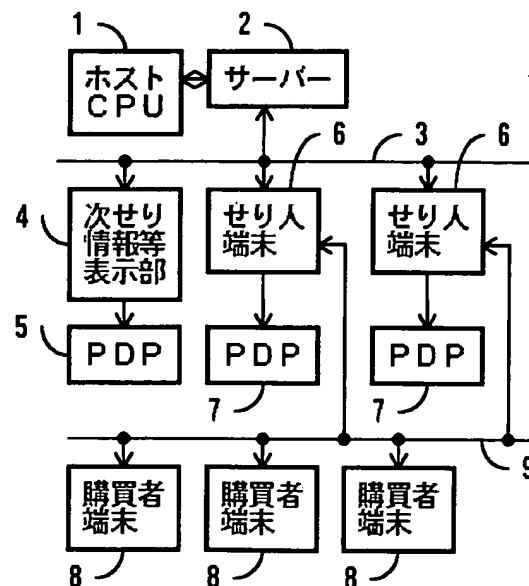 1
2
ホスト
CPU
サーバー
6
3
6
4
次せり
情報等
表示部
せり人
端末
せり人
端末
5
PDP
PDP
PDP
7
7
9
購買者
端末
購買者
端末
購買者
端末
8
8
8